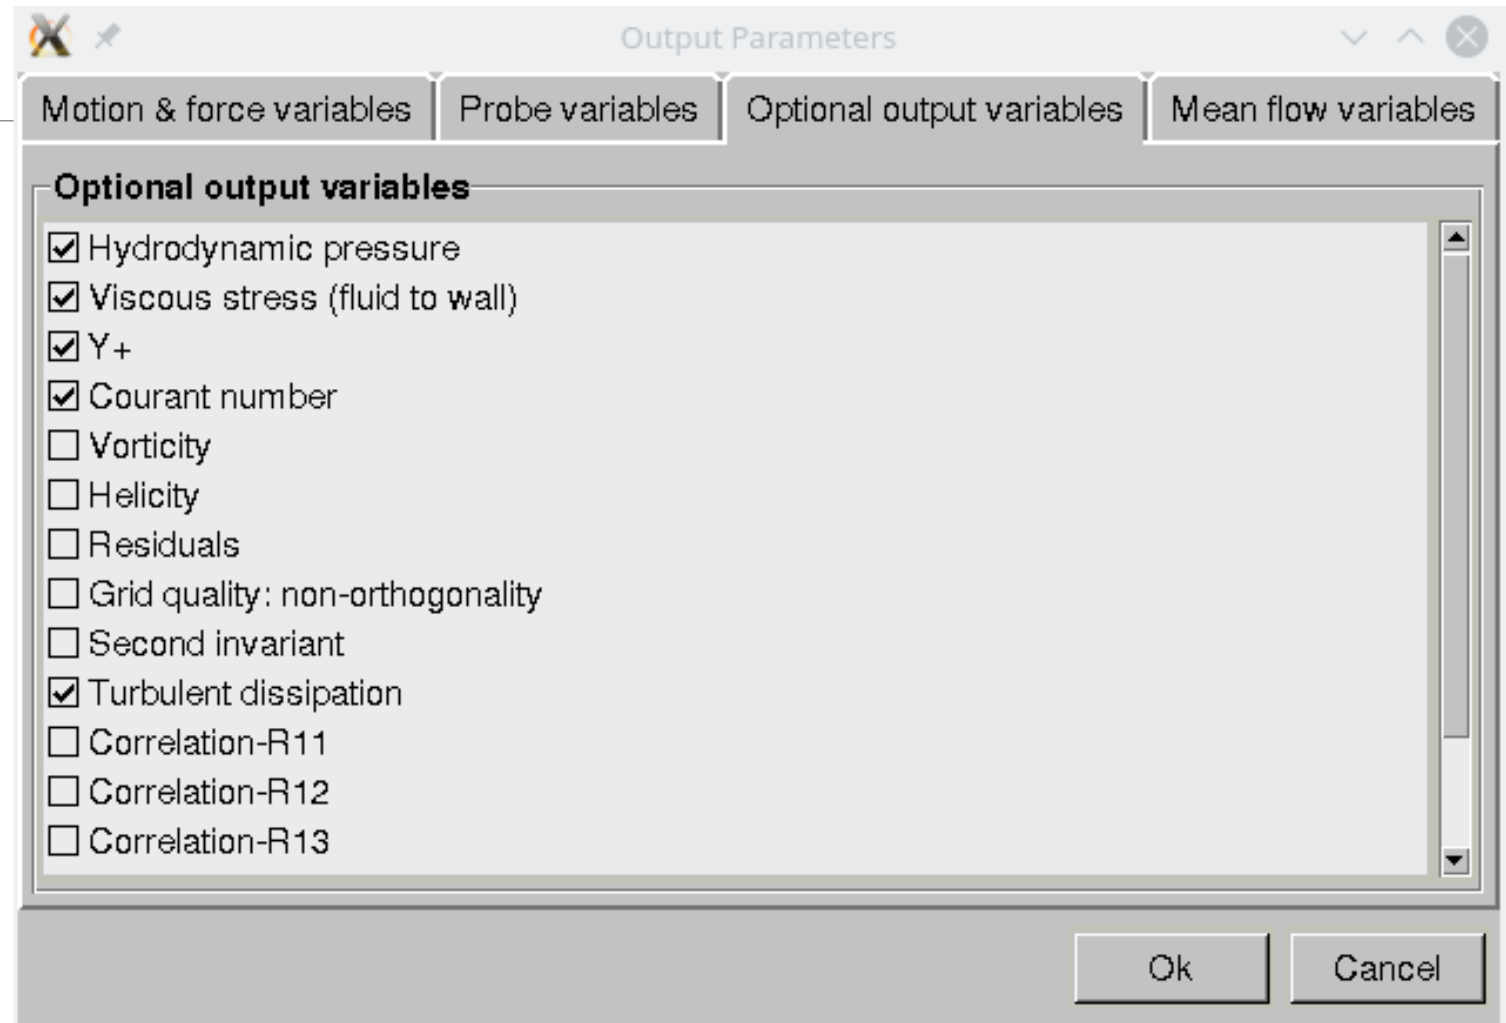 Output Parameters
Motion & force variables
Probe variables
Optional output variables
Mean flow variables
Optional output variables
Hydrodynamic pressure
Viscous stress (fluid to wall)
Y+
Courant number
Vorticity
Helicity
Residuals
Grid quality: non-orthogonality
Second invariant
Turbulent dissipation
Correlation-R11
Correlation-R12
Correlation-R13
Ok
Cancel